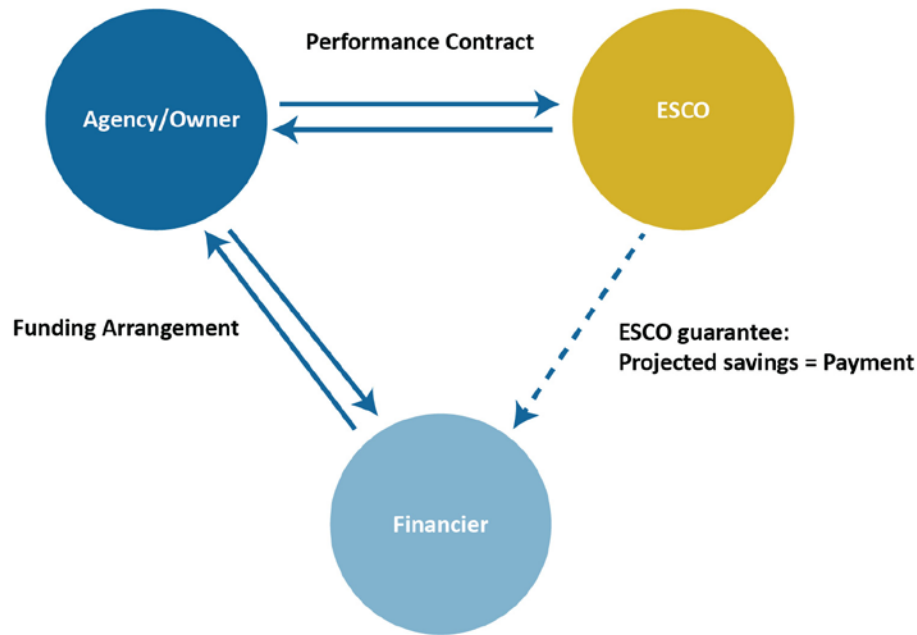 Performance Contract
Agency/Owner
ESCO
Funding Arrangement
ESCO guarantee:
Projected savings = Payment
Financier